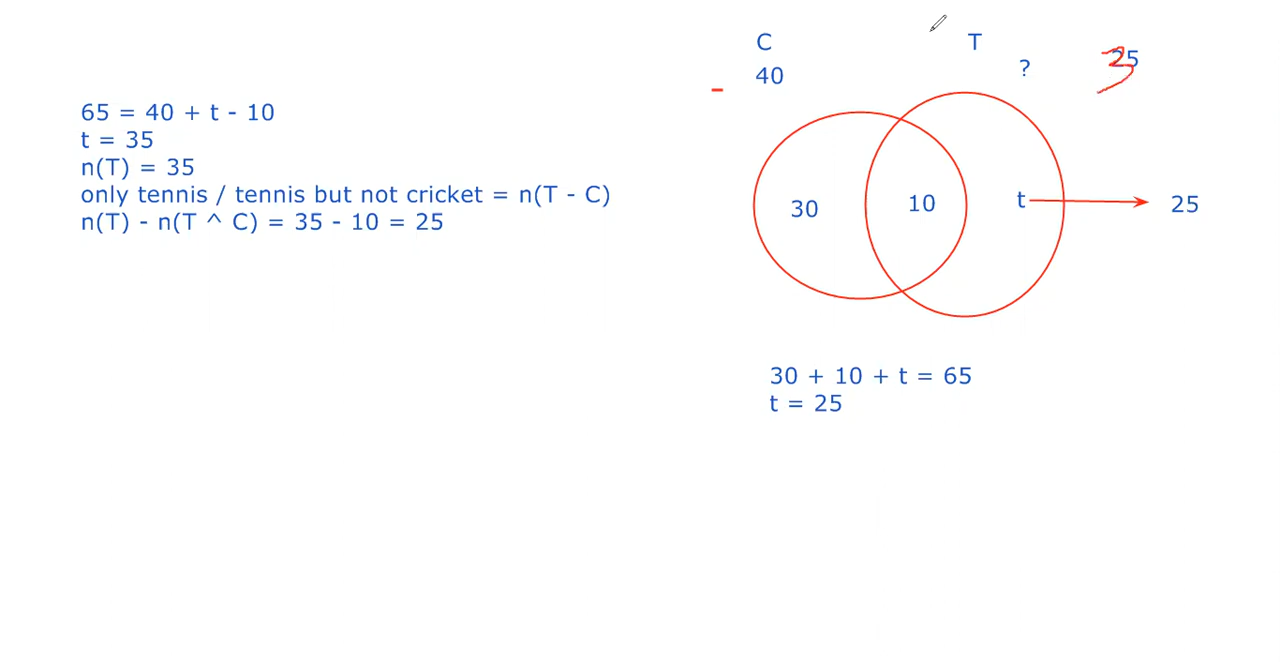 65 = 40 + t - 10
t = 35
n(T) = 35
only tennis / tennis but not cricket = n(T - C)
n(T) - n(T ^ C) = 35 - 10 = 25
C
T
40
?
3
25
30
10
t
25
30 + 10 + t = 65
t = 25